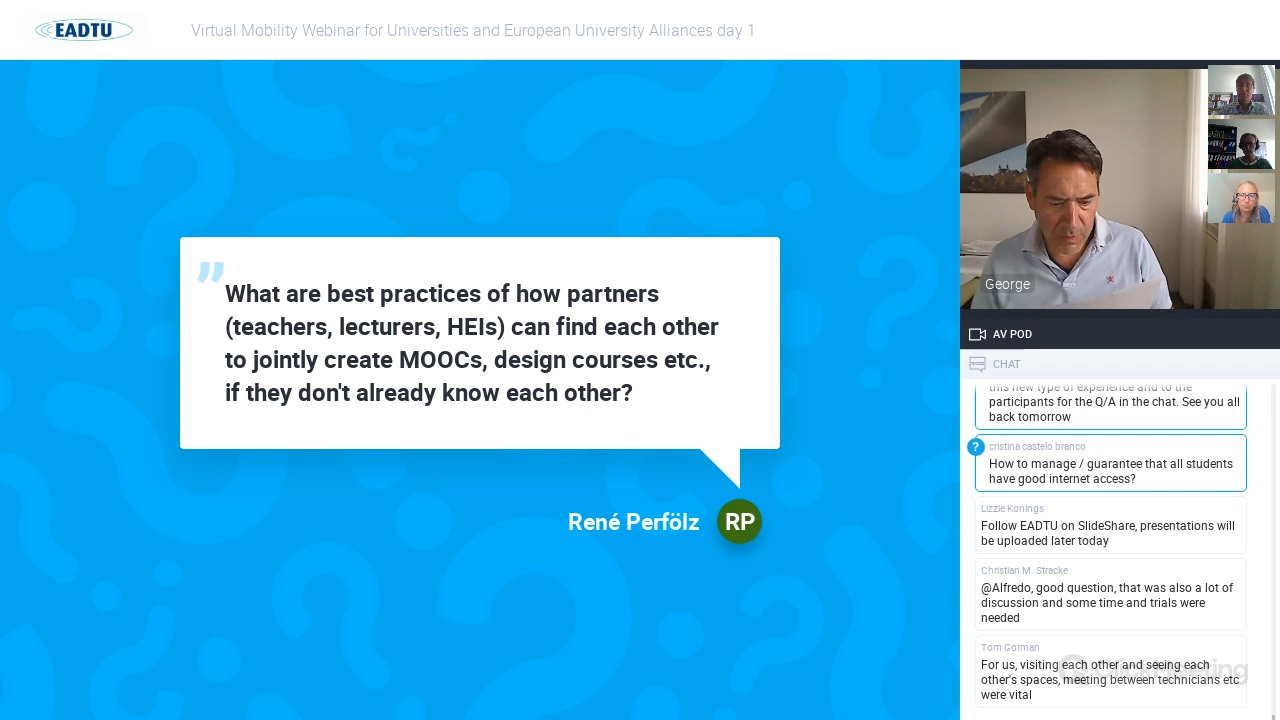 EADTU
Virtual Mobility Webinar for Universities and European University Alliances day 1
”
What are best practices of how partners
(teachers, lecturers, HEIs) can find each other
to jointly create MOOCs, design courses etc.,
if they don't already know each other?
René Perfölz
RP
George
AV POD
CHAT
this new type of experience and to the
participants for the Q/A in the chat. See you all
back tomorrow
?
cristina castelo branco
How to manage / guarantee that all students
have good internet access?
Lizzie Konings
Follow EADTU on SlideShare, presentations will
be uploaded later today
Christian M. Stracke
@Alfredo, good question, that was also a lot of
discussion and some time and trials were
needed
Tom Gorman
For us, visiting each other and seeing each
other's spaces, meeting between technicians etc
were vital
ClickMeeting